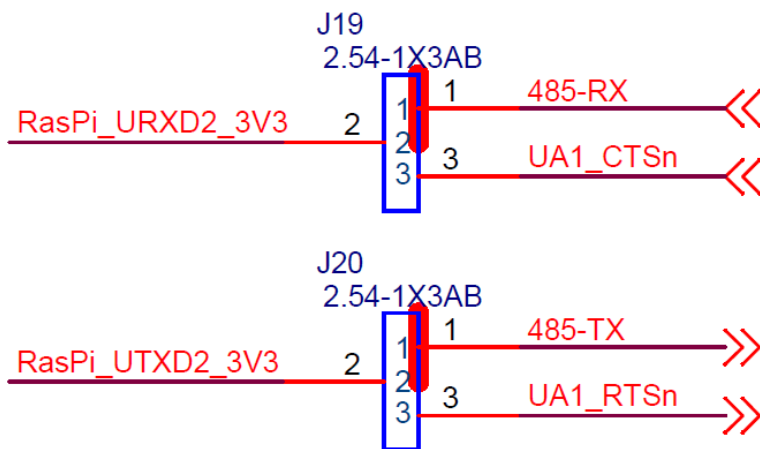 J19
2.54-1X3AB
1 1 485-RX
RasPi_URXD2_3V3 2 2
3 3 UA1_CTSn
J20
2.54-1X3AB
1 1 485-TX
RasPi_UTXD2_3V3 2 2
3 3 UA1_RTSn